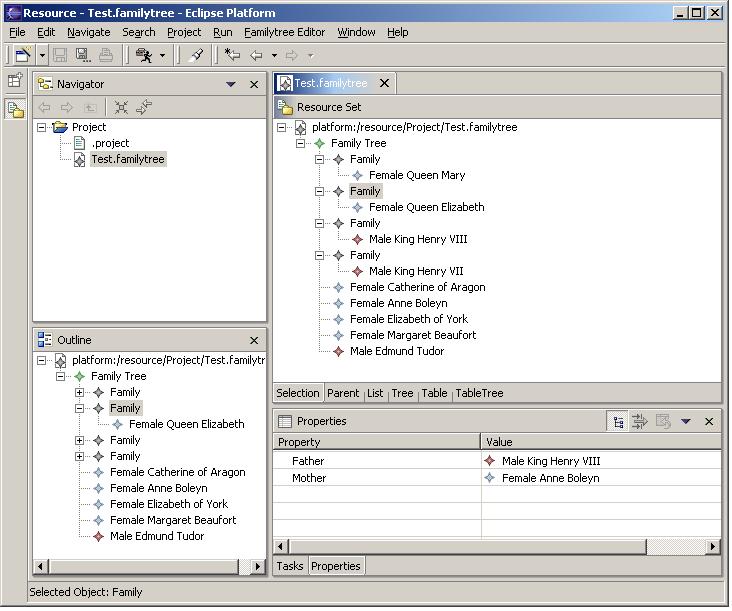 Resource - Test.familytree - Eclipse Platform
File Edit Navigate Search Project Run Familytree Editor Window Help
Navigator
Project
.project
Test.familytree
Test.familytree
Resource Set
platform:/resource/Project/Test.familytree
Family Tree
Family
Female Queen Mary
Family
Female Queen Elizabeth
Family
Male King Henry VIII
Family
Male King Henry VII
Female Catherine of Aragon
Female Anne Boleyn
Female Elizabeth of York
Female Margaret Beaufort
Male Edmund Tudor
Selection Parent List Tree Table TableTree
Outline
platform:/resource/Project/Test.familytr
Family Tree
Family
Family
Female Queen Elizabeth
Family
Family
Female Catherine of Aragon
Female Anne Boleyn
Female Elizabeth of York
Female Margaret Beaufort
Male Edmund Tudor
Properties
Property Value
Father Male King Henry VIII
Mother Female Anne Boleyn
Tasks Properties
Selected Object: Family